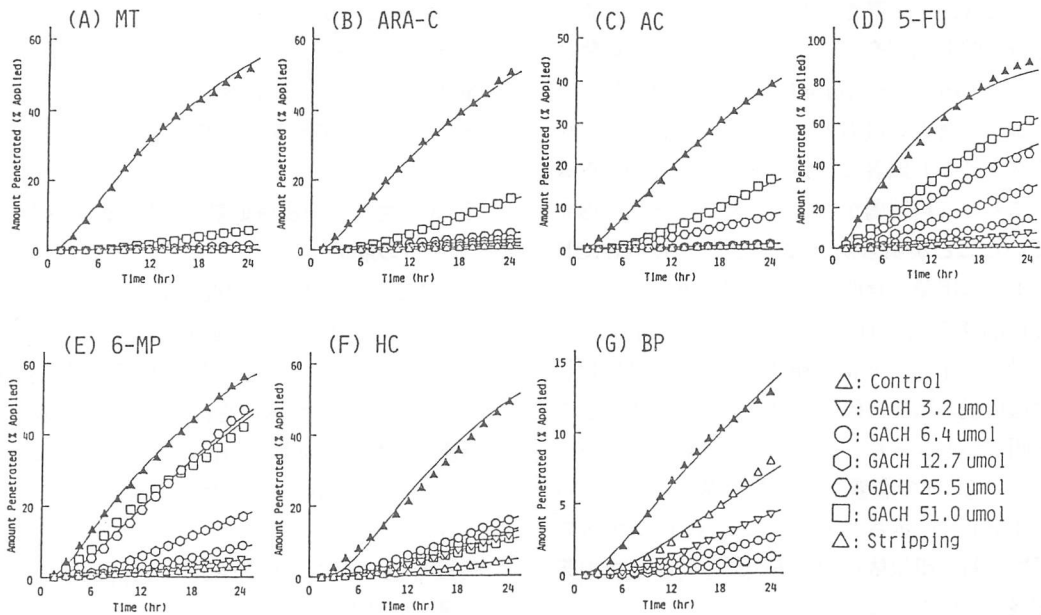 (A) MT
Amount Penetrated (% Applied)
60
40
20
0
0 6 12 18 24
Time (hr)
(B) ARA-C
Amount Penetrated (% Applied)
60
40
20
0
0 6 12 18 24
Time (hr)
(C) AC
Amount Penetrated (% Applied)
50
40
30
20
10
0
0 6 12 18 24
Time (hr)
(D) 5-FU
Amount Penetrated (% Applied)
100
80
60
40
20
0
0 6 12 18 24
Time (hr)
(E) 6-MP
Amount Penetrated (% Applied)
60
40
20
0
0 6 12 18 24
Time (hr)
(F) HC
Amount Penetrated (% Applied)
60
40
20
0
0 6 12 18 24
Time (hr)
(G) BP
Amount Penetrated (% Applied)
15
10
5
0
0 6 12 18 24
Time (hr)
△: Control
▽: GACH 3.2 umol
○: GACH 6.4 umol
⬡: GACH 12.7 umol
⬡: GACH 25.5 umol
□: GACH 51.0 umol
△: Stripping